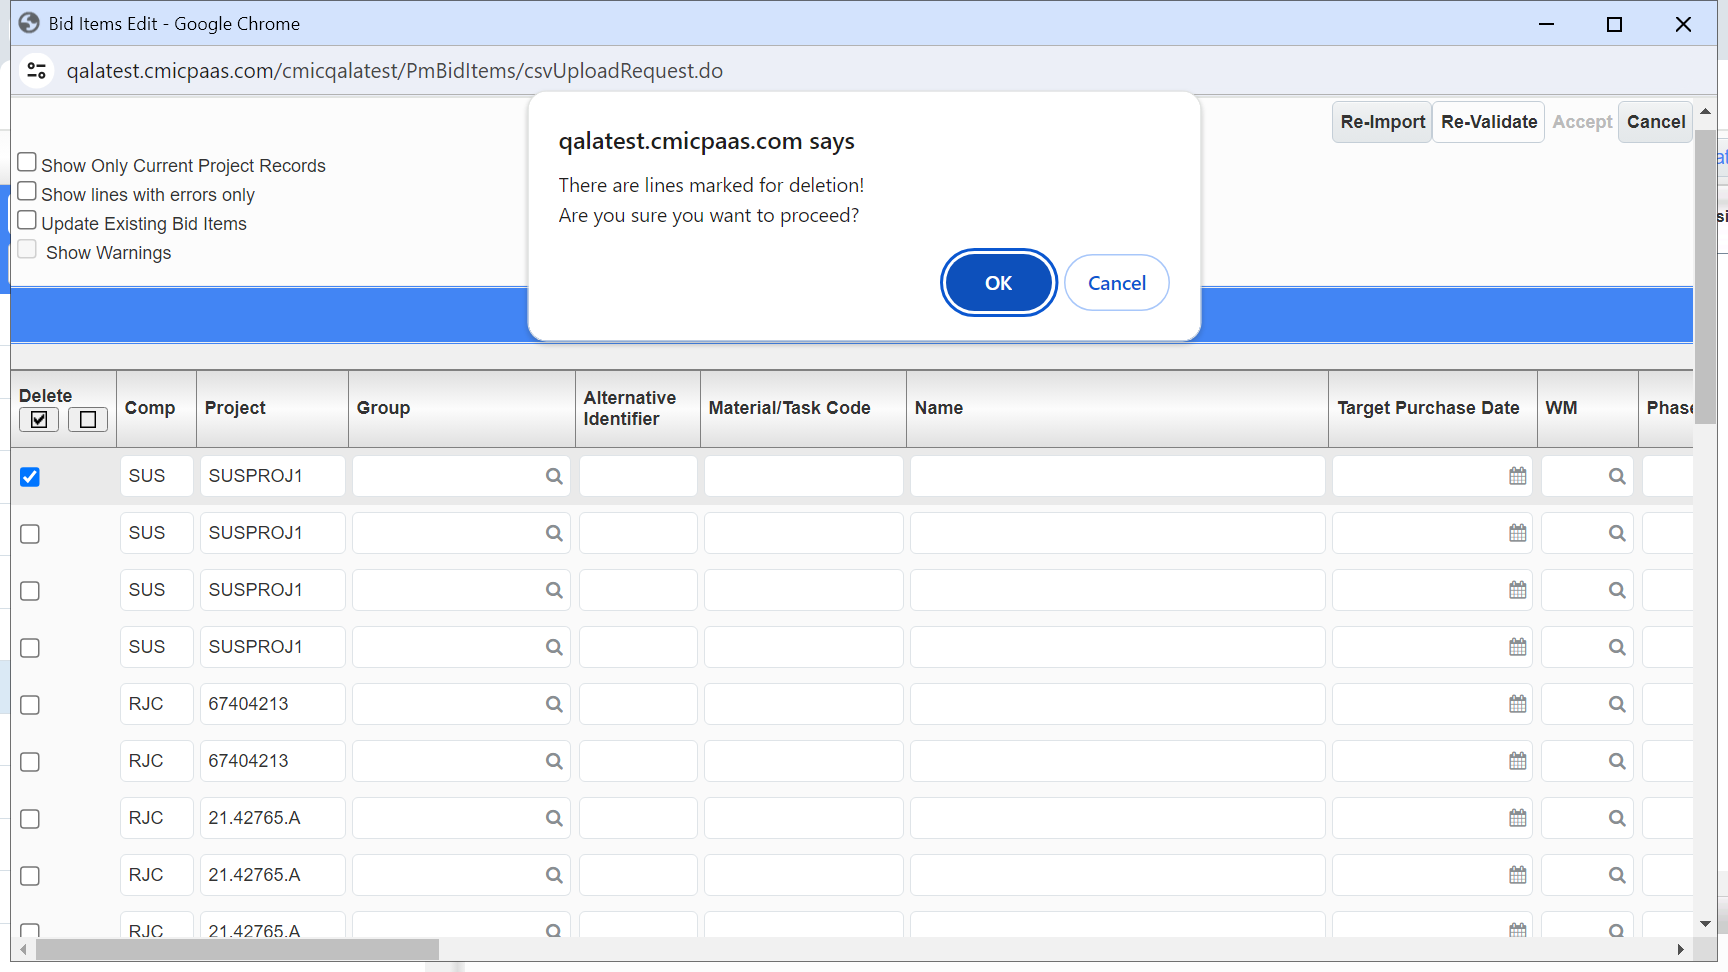 Bid Items Edit - Google Chrome
qalatest.cmicpaas.com/cmicqalatest/PmBidItems/csvUploadRequest.do
qalatest.cmicpaas.com says
There are lines marked for deletion!
Are you sure you want to proceed?
OK Cancel
Re-Import Re-Validate Accept Cancel
Show Only Current Project Records
Show lines with errors only
Update Existing Bid Items
Show Warnings
Delete Comp Project Group Alternative Identifier Material/Task Code Name Target Purchase Date WM Phase
SUS SUSPROJ1
SUS SUSPROJ1
SUS SUSPROJ1
SUS SUSPROJ1
RJC 67404213
RJC 67404213
RJC 21.42765.A
RJC 21.42765.A
RJC 21.42765.A